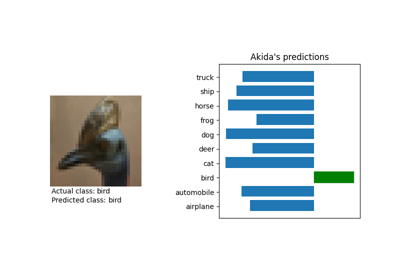 Akida's predictions
truck
ship
horse
frog
dog
deer
cat
bird
automobile
airplane
Actual class: bird
Predicted class: bird